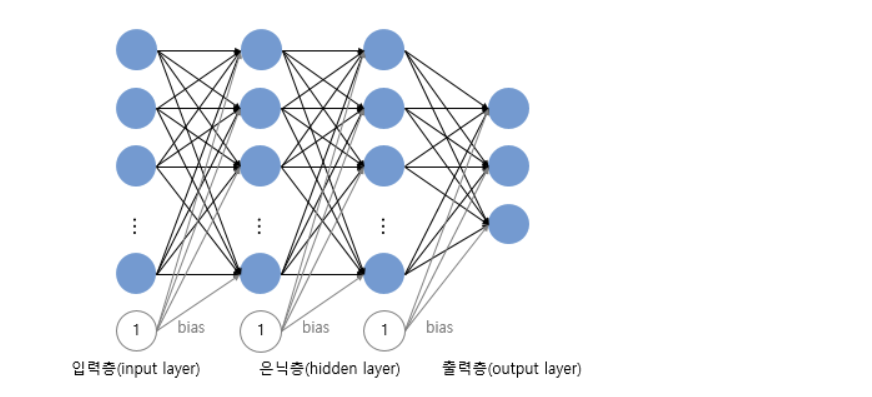 ⋮ ⋮ ⋮
1 bias 1 bias 1 bias
입력층(input layer) 은닉층(hidden layer) 출력층(output layer)